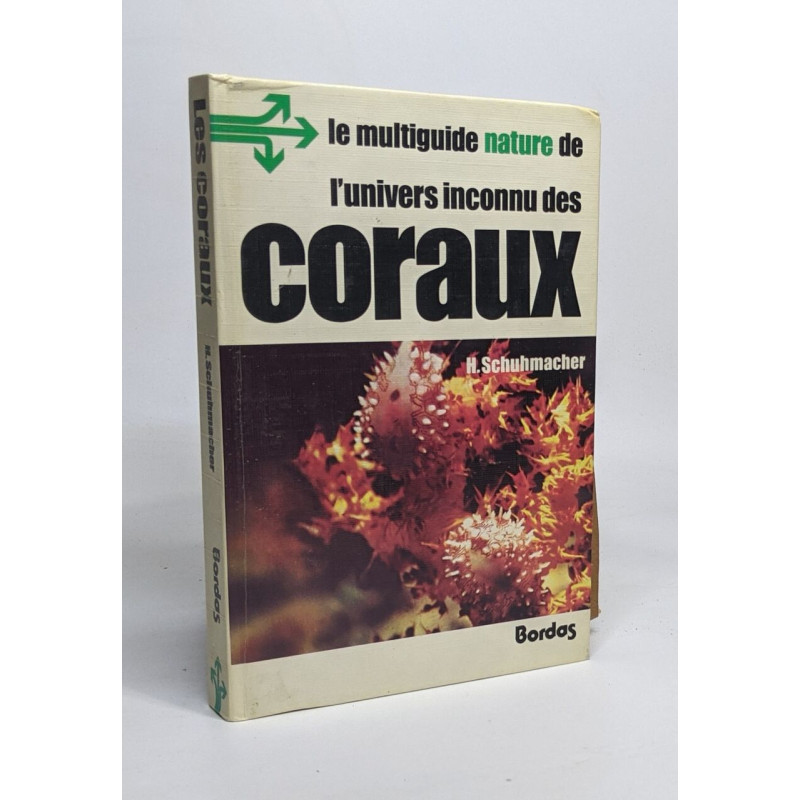 le multiguide nature de
l'univers inconnu des
coraux
H. Schuhmacher
Bordas
Les coraux
H. Schuhmacher
Bordas